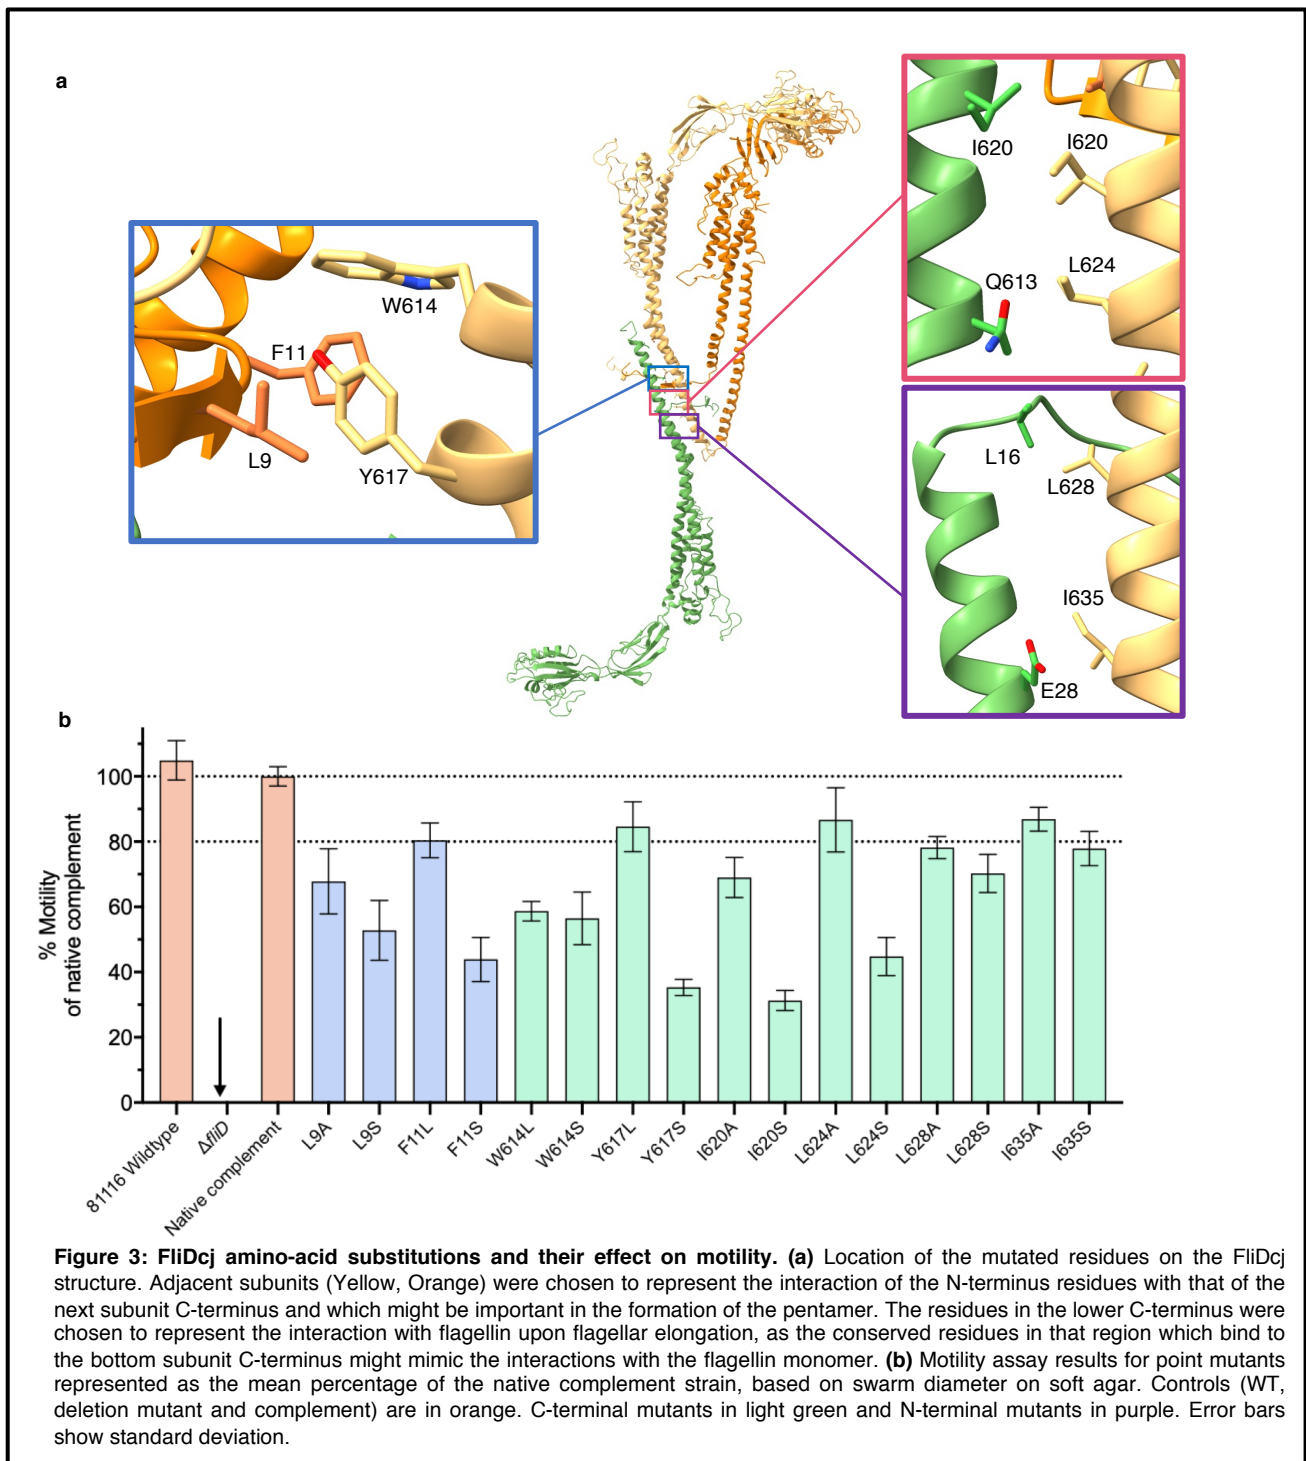 a
I620
I620
L624
Q613
W614
F11
L9
Y617
L16
L628
I635
E28
b
% Motility
of native complement
100
80
60
40
20
0
81116 Wildtype
ΔfliD
Native complement
L9A
L9S
F11L
F11S
W614L
W614S
Y617L
Y617S
I620A
I620S
L624A
L624S
L628A
L628S
I635A
I635S
Figure 3: FliDcj amino-acid substitutions and their effect on motility. (a) Location of the mutated residues on the FliDcj
structure. Adjacent subunits (Yellow, Orange) were chosen to represent the interaction of the N-terminus residues with that of the
next subunit C-terminus and which might be important in the formation of the pentamer. The residues in the lower C-terminus were
chosen to represent the interaction with flagellin upon flagellar elongation, as the conserved residues in that region which bind to
the bottom subunit C-terminus might mimic the interactions with the flagellin monomer. (b) Motility assay results for point mutants
represented as the mean percentage of the native complement strain, based on swarm diameter on soft agar. Controls (WT,
deletion mutant and complement) are in orange. C-terminal mutants in light green and N-terminal mutants in purple. Error bars
show standard deviation.